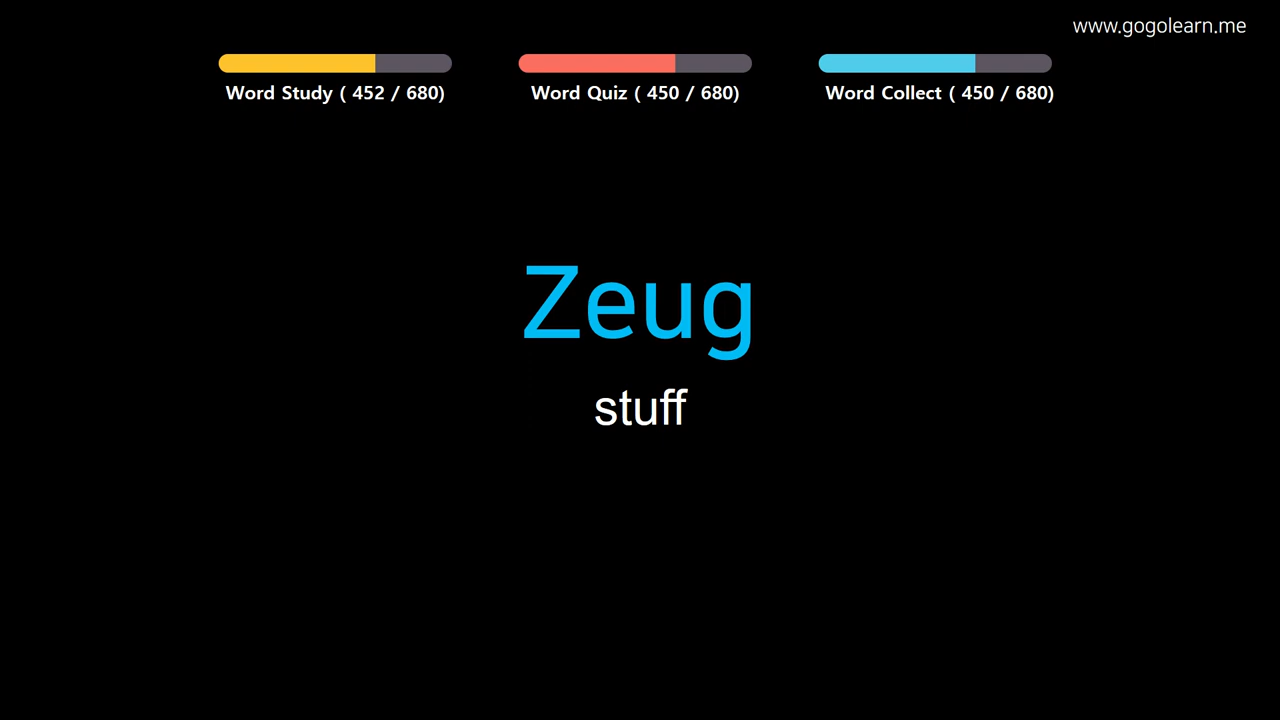 www.gogolearn.me
Word Study ( 452 / 680)
Word Quiz ( 450 / 680)
Word Collect ( 450 / 680)
Zeug
stuff